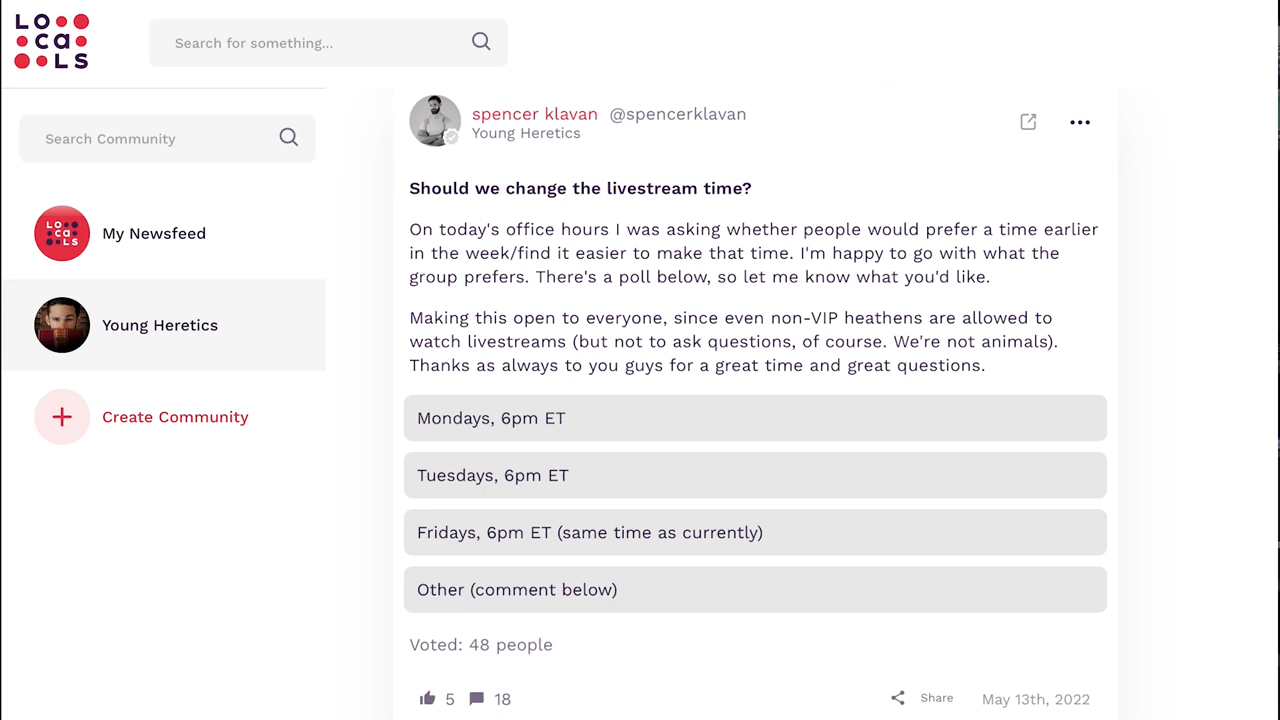 LO
Ca
LS
Search for something...
Search Community
LO
Ca
LS
My Newsfeed
Young Heretics
Create Community
spencer klavan @spencerklavan
Young Heretics
Should we change the livestream time?
On today's office hours I was asking whether people would prefer a time earlier
in the week/find it easier to make that time. I'm happy to go with what the
group prefers. There's a poll below, so let me know what you'd like.
Making this open to everyone, since even non-VIP heathens are allowed to
watch livestreams (but not to ask questions, of course. We're not animals).
Thanks as always to you guys for a great time and great questions.
Mondays, 6pm ET
Tuesdays, 6pm ET
Fridays, 6pm ET (same time as currently)
Other (comment below)
Voted: 48 people
5 18 Share May 13th, 2022